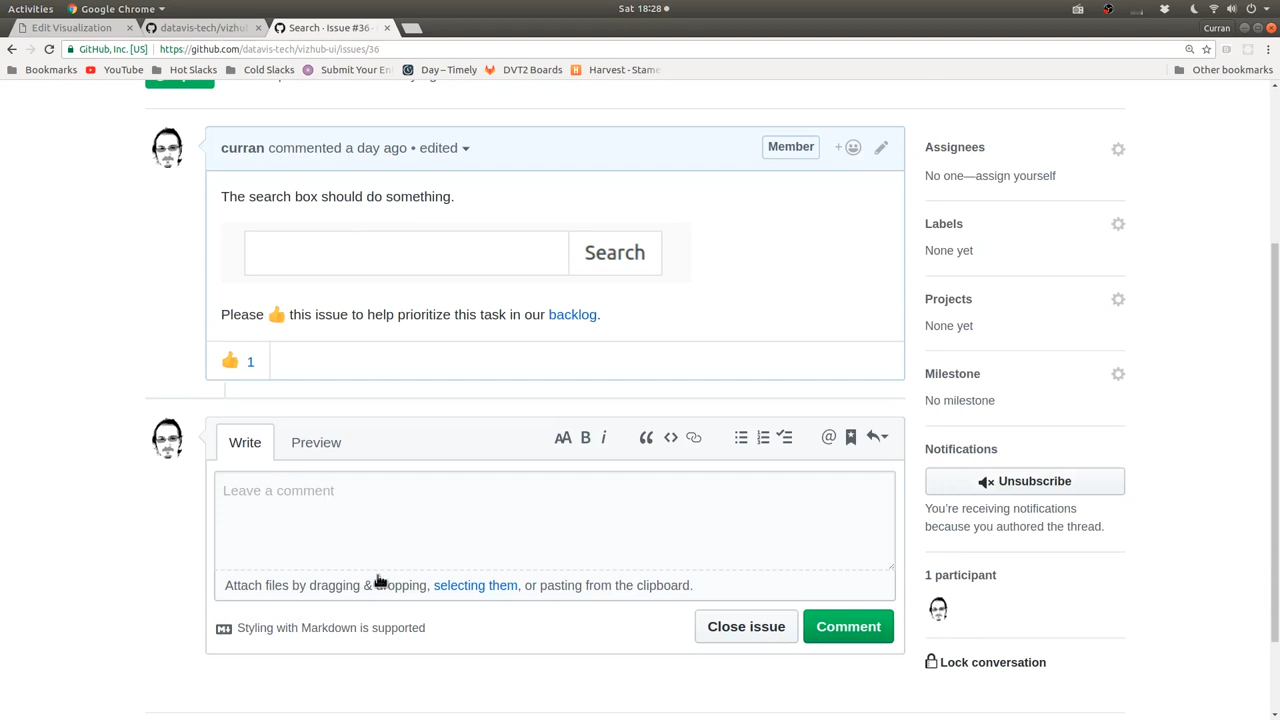 Activities
Google Chrome
Sat 18:28
Edit Visualization
datavis-tech/vizhu
Search · Issue #36 ·
Curran
GitHub, Inc. [US]
https://github.com/datavis-tech/vizhub-ui/issues/36
Bookmarks
YouTube
Hot Slacks
Cold Slacks
Submit Your En
Day – Timely
DVT2 Boards
Harvest - Stame
Other bookmarks
curran commented a day ago • edited
Member
The search box should do something.
Search
Please 👍 this issue to help prioritize this task in our backlog.
👍 1
Write
Preview
AA B i
Leave a comment
Attach files by dragging & dropping, selecting them, or pasting from the clipboard.
Styling with Markdown is supported
Close issue
Comment
Assignees
No one—assign yourself
Labels
None yet
Projects
None yet
Milestone
No milestone
Notifications
Unsubscribe
You're receiving notifications
because you authored the thread.
1 participant
Lock conversation